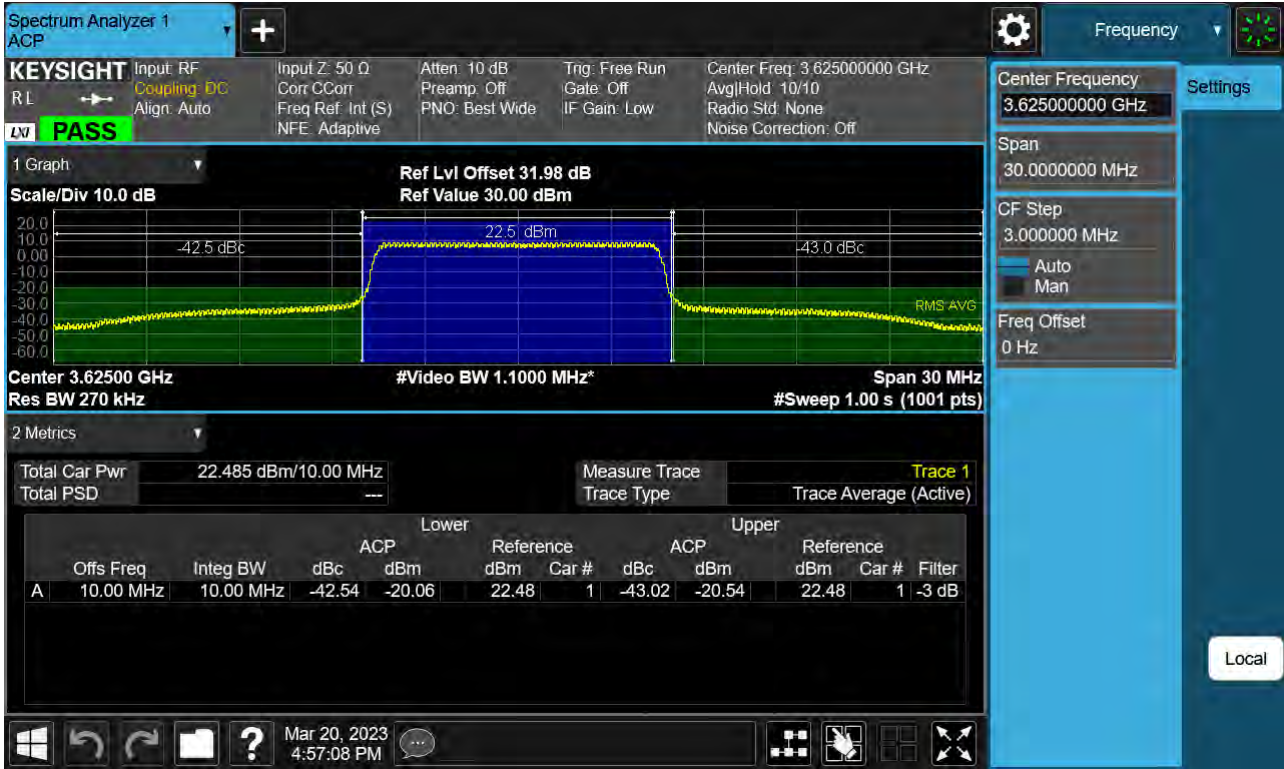 Spectrum Analyzer 1
ACP
Frequency
KEYSIGHT
RL
LXI PASS
Input: RF
Coupling: DC
Align: Auto
Input Z: 50 Ω
Corr CCorr
Freq Ref: Int (S)
NFE: Adaptive
Atten: 10 dB
Preamp: Off
PNO: Best Wide
Trig: Free Run
Gate: Off
IF Gain: Low
Center Freq: 3.625000000 GHz
Avg|Hold: 10/10
Radio Std: None
Noise Correction: Off
1 Graph
Scale/Div 10.0 dB
Ref Lvl Offset 31.98 dB
Ref Value 30.00 dBm
20.0
10.0
0.00
-10.0
-20.0
-30.0
-40.0
-50.0
-60.0
-42.5 dBc
22.5 dBm
-43.0 dBc
RMS AVG
Center 3.62500 GHz #Video BW 1.1000 MHz* Span 30 MHz
Res BW 270 kHz #Sweep 1.00 s (1001 pts)
2 Metrics
Total Car Pwr 22.485 dBm/10.00 MHz Measure Trace Trace 1
Total PSD --- Trace Type Trace Average (Active)
Lower Upper
ACP Reference ACP Reference
Offs Freq Integ BW dBc dBm dBm Car # dBc dBm dBm Car # Filter
A 10.00 MHz 10.00 MHz -42.54 -20.06 22.48 1 -43.02 -20.54 22.48 1 -3 dB
Mar 20, 2023
4:57:08 PM
Center Frequency
3.625000000 GHz
Settings
Span
30.0000000 MHz
CF Step
3.000000 MHz
Auto
Man
Freq Offset
0 Hz
Local